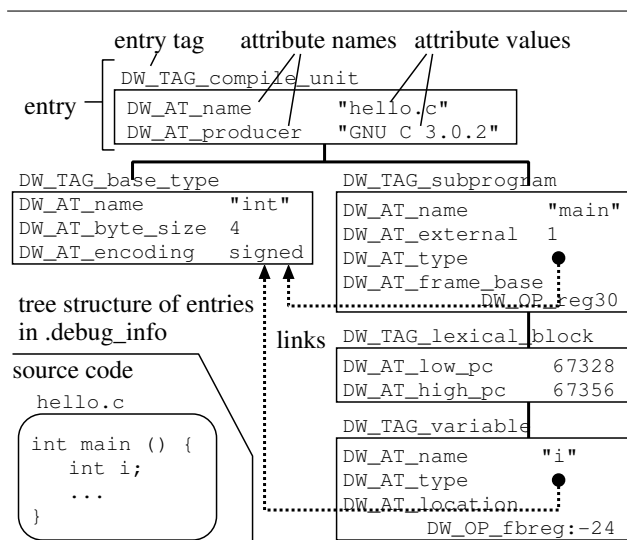 entry tag attribute names attribute values
DW_TAG_compile_unit
entry
DW_AT_name "hello.c"
DW_AT_producer "GNU C 3.0.2"
DW_TAG_base_type
DW_AT_name "int"
DW_AT_byte_size 4
DW_AT_encoding signed
DW_TAG_subprogram
DW_AT_name "main"
DW_AT_external 1
DW_AT_type
DW_AT_frame_base
DW_OP_reg30
tree structure of entries
in .debug_info
links
DW_TAG_lexical_block
DW_AT_low_pc 67328
DW_AT_high_pc 67356
source code
hello.c
int main () {
int i;
...
}
DW_TAG_variable
DW_AT_name "i"
DW_AT_type
DW_AT_location
DW_OP_fbreg:-24